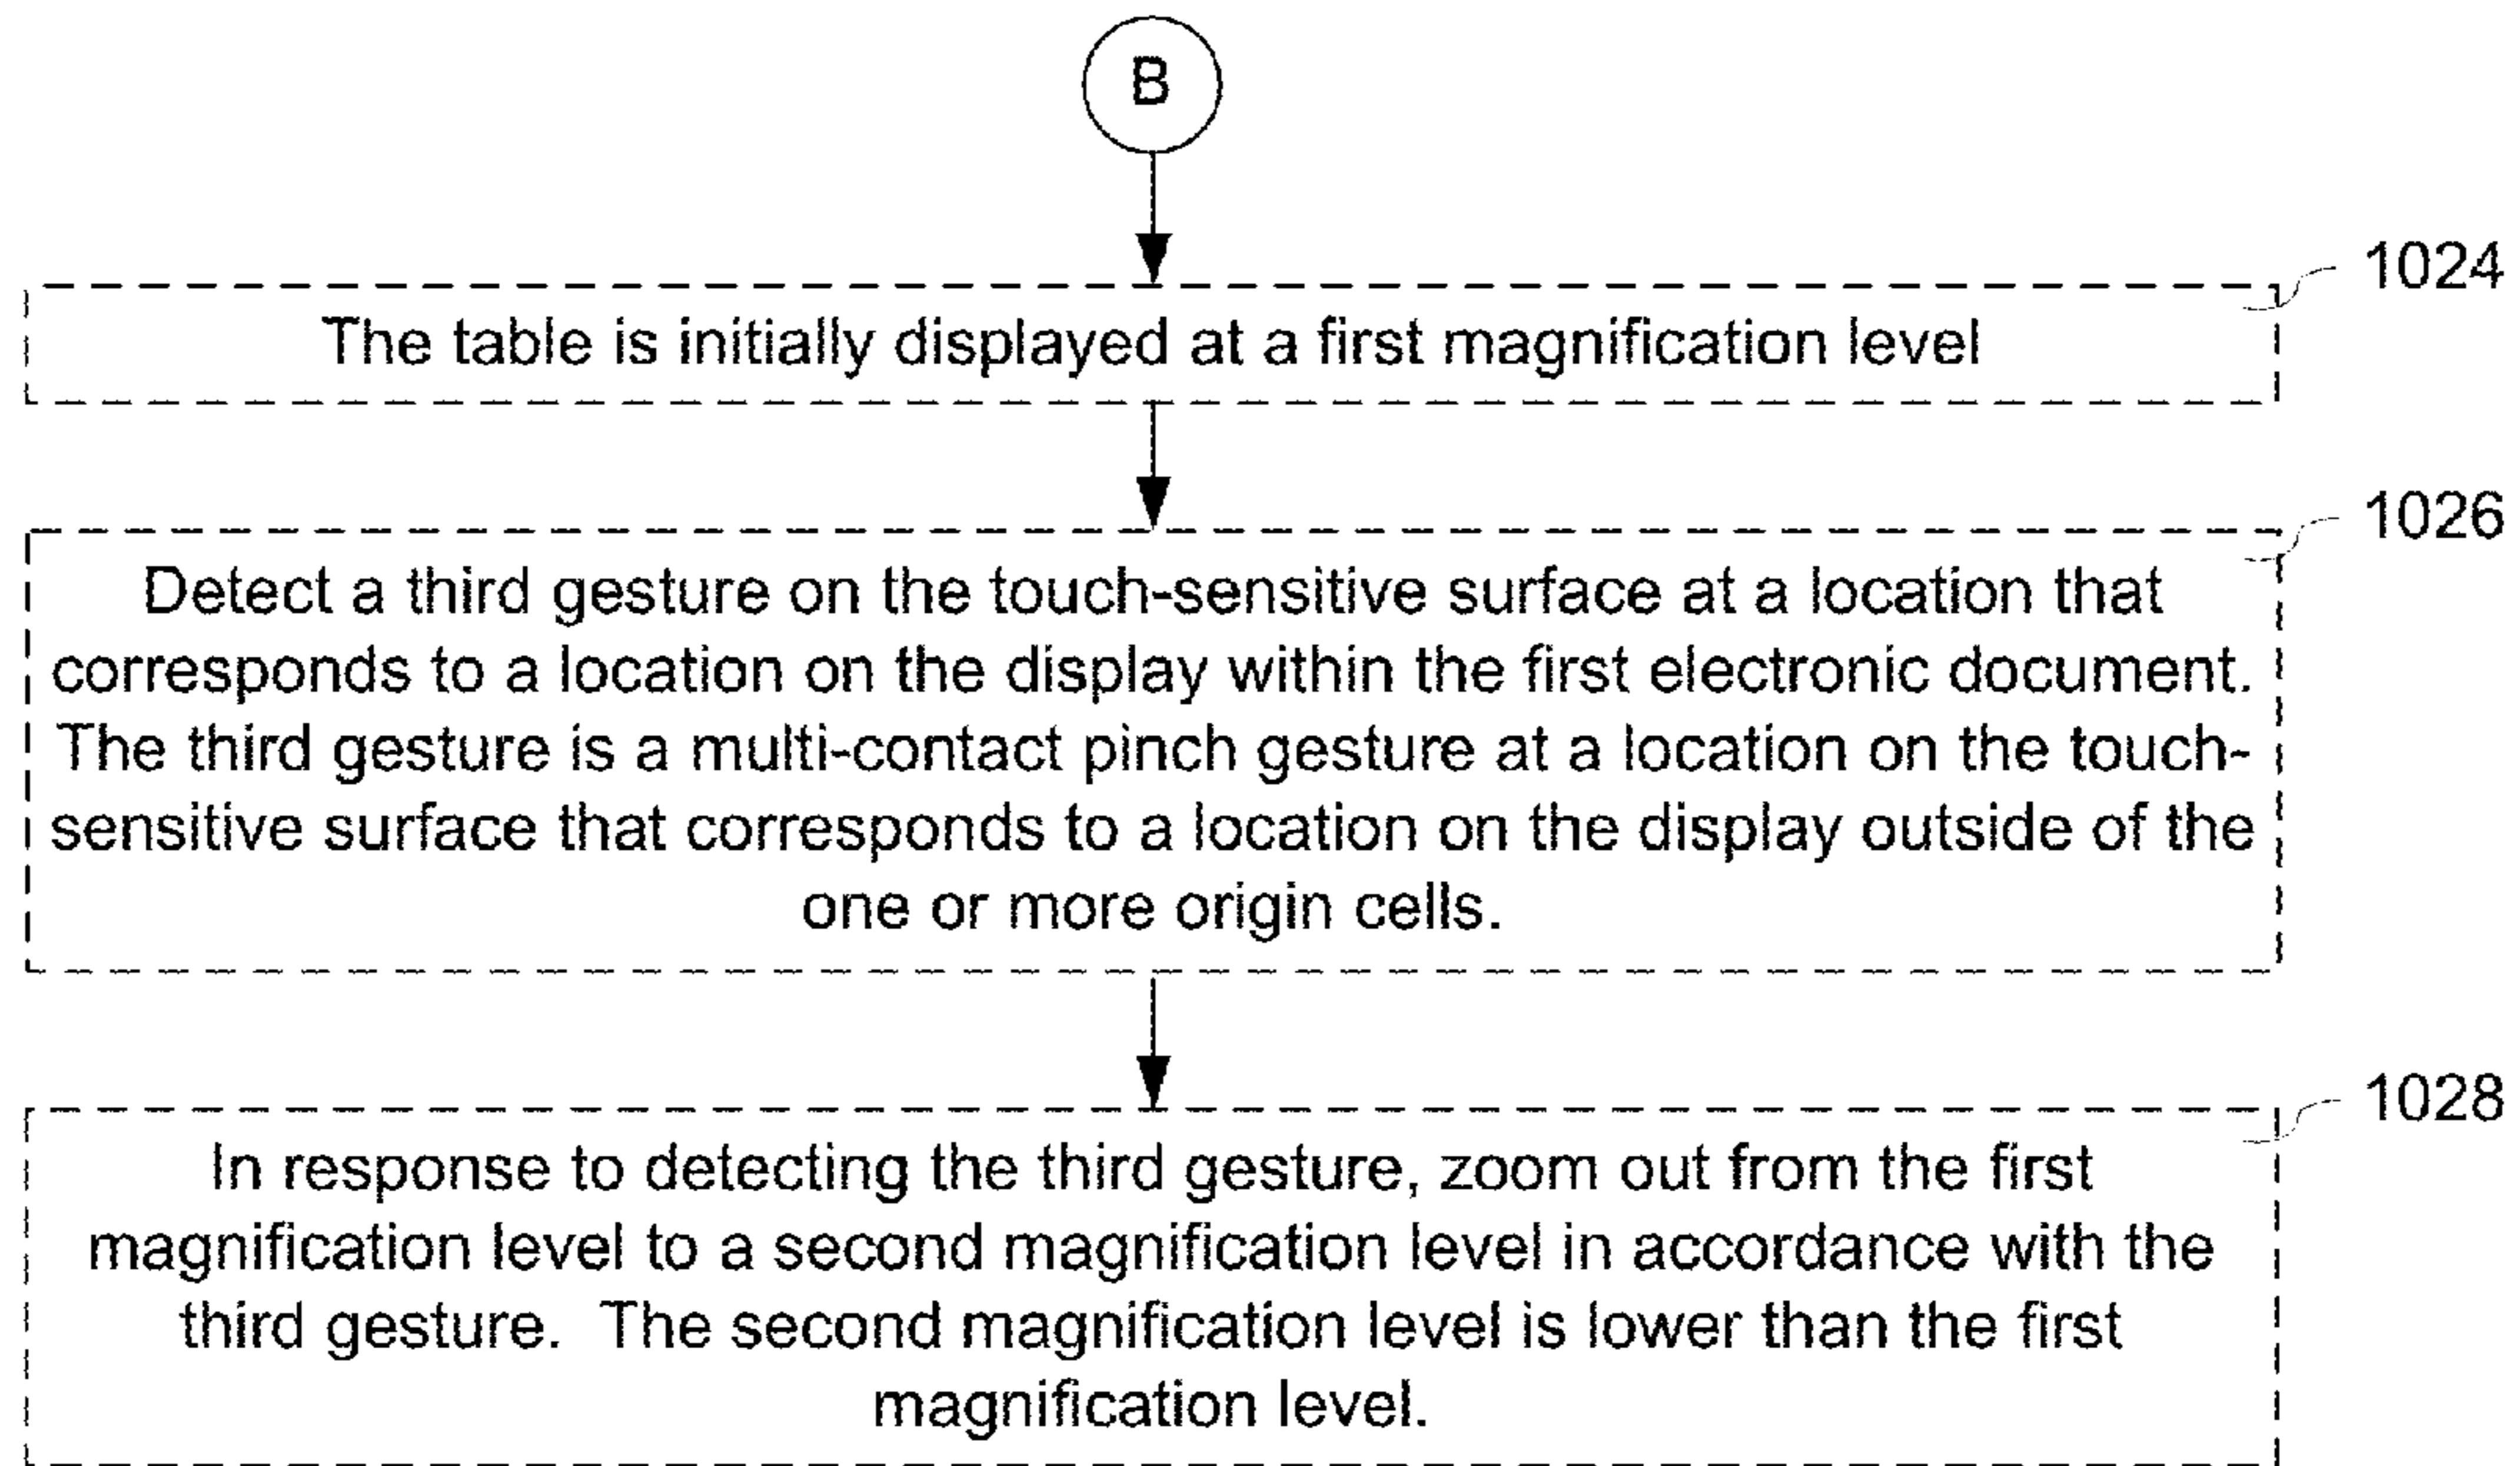 B
1024
The table is initially displayed at a first magnification level
1026
Detect a third gesture on the touch-sensitive surface at a location that
corresponds to a location on the display within the first electronic document.
The third gesture is a multi-contact pinch gesture at a location on the touch-
sensitive surface that corresponds to a location on the display outside of the
one or more origin cells.
1028
In response to detecting the third gesture, zoom out from the first
magnification level to a second magnification level in accordance with the
third gesture.  The second magnification level is lower than the first
magnification level.